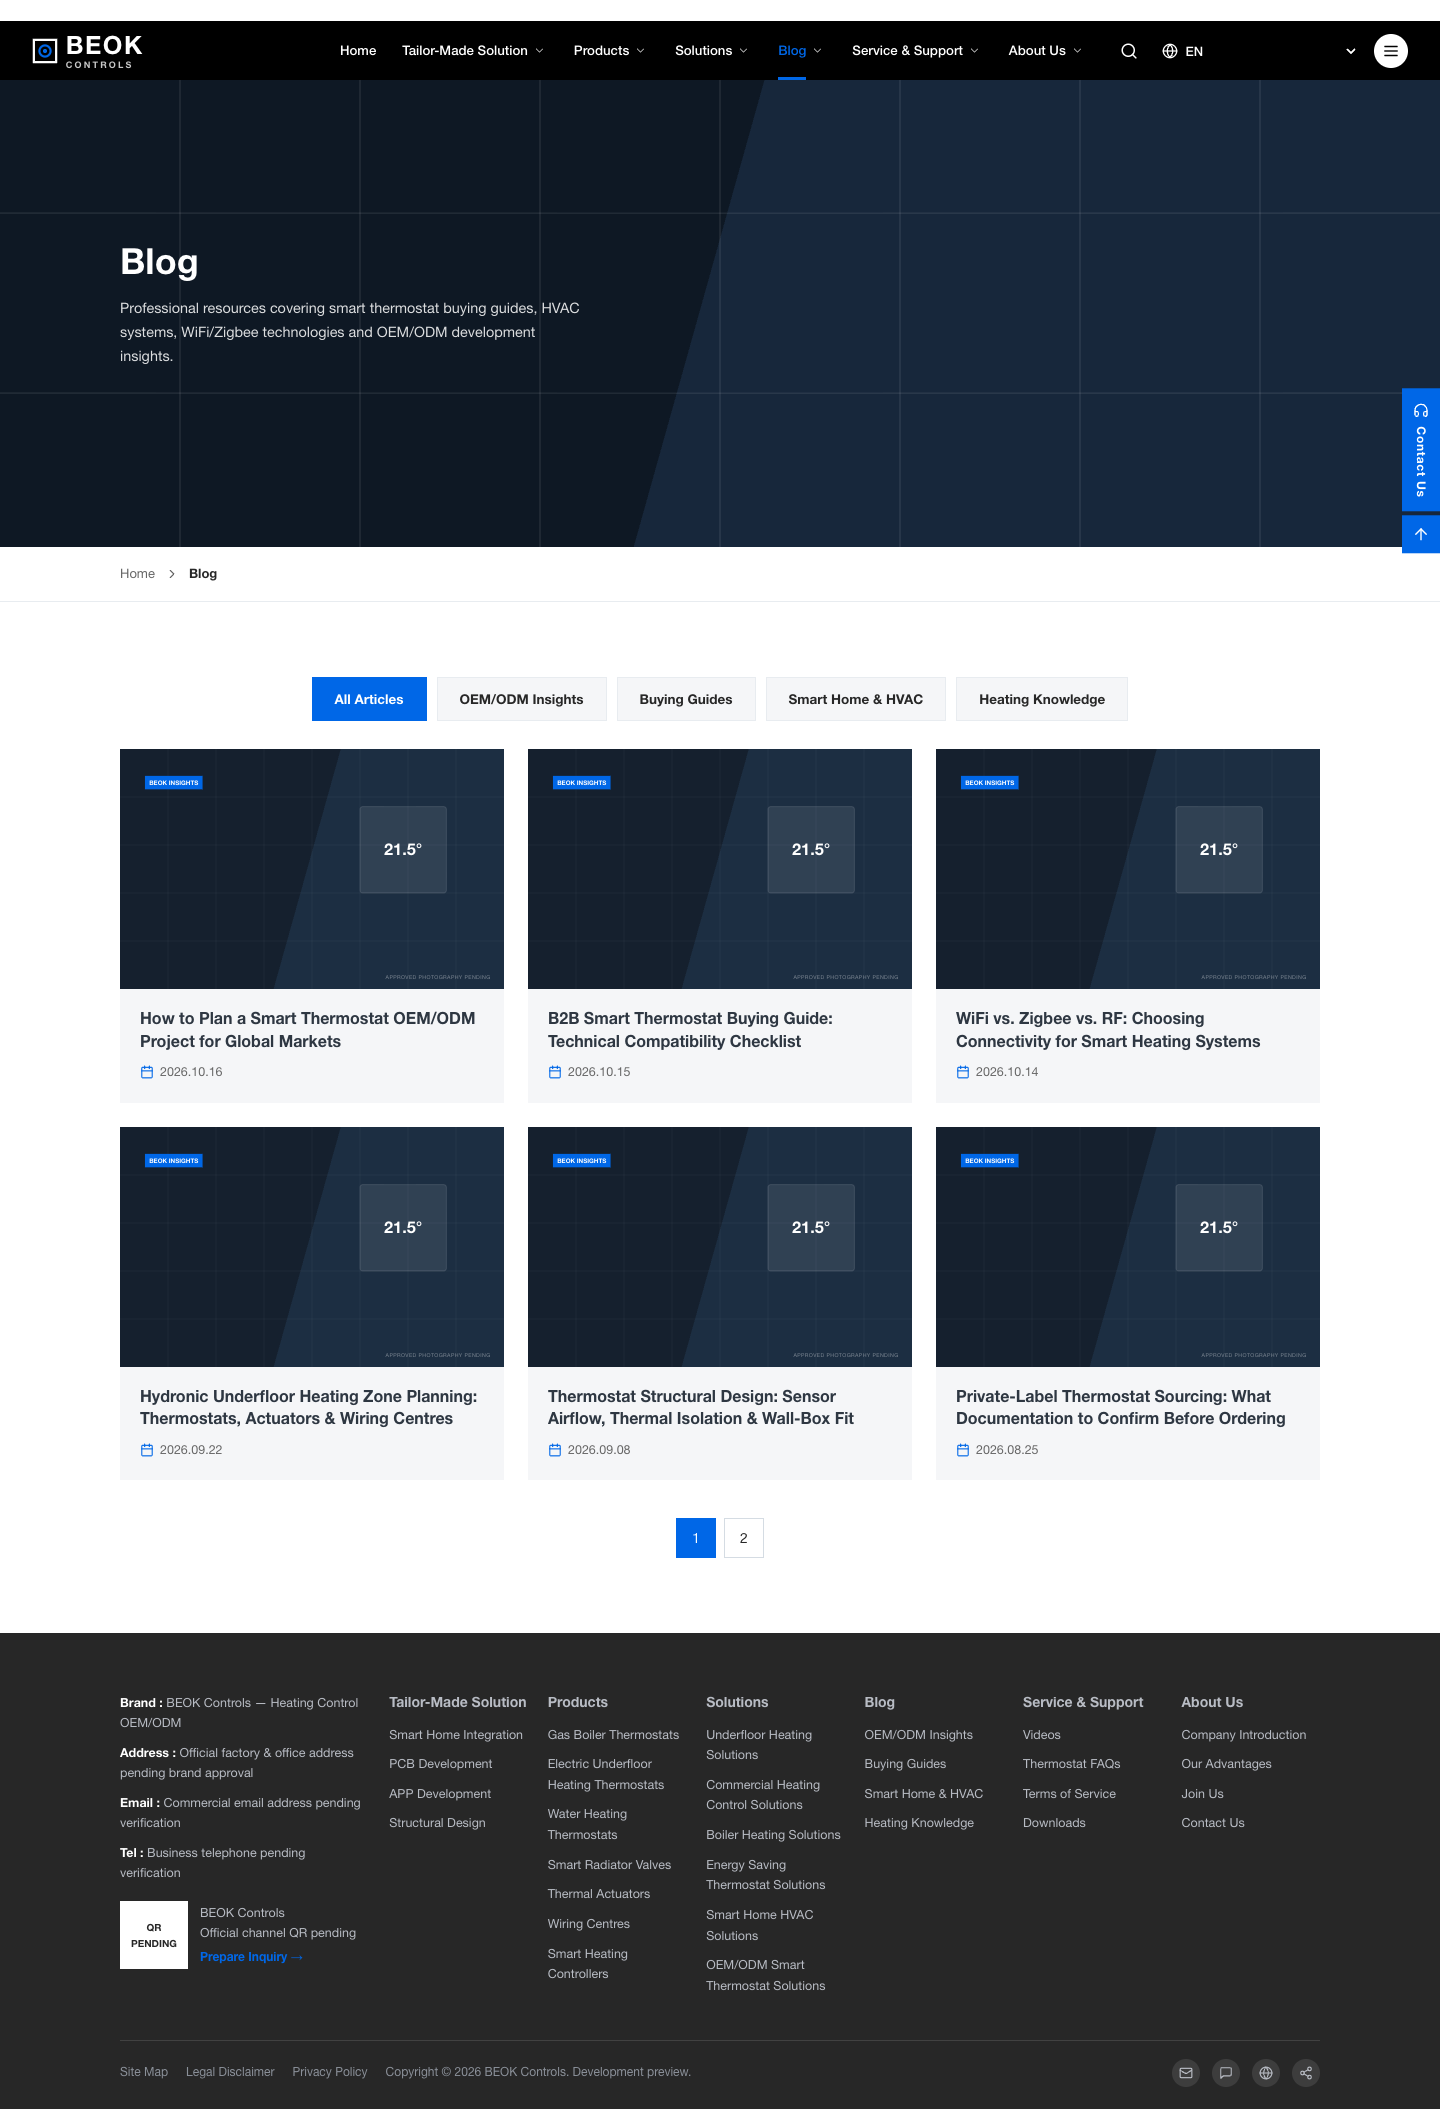 BEOK
CONTROLS
Home
Tailor-Made Solution
Products
Solutions
Blog
Service & Support
About Us
EN
Blog
Professional resources covering smart thermostat buying guides, HVAC
systems, WiFi/Zigbee technologies and OEM/ODM development
insights.
Contact Us
Home
Blog
All Articles
OEM/ODM Insights
Buying Guides
Smart Home & HVAC
Heating Knowledge
BEOK INSIGHTS
21.5°
APPROVED PHOTOGRAPHY PENDING
How to Plan a Smart Thermostat OEM/ODM
Project for Global Markets
2026.10.16
BEOK INSIGHTS
21.5°
APPROVED PHOTOGRAPHY PENDING
B2B Smart Thermostat Buying Guide:
Technical Compatibility Checklist
2026.10.15
BEOK INSIGHTS
21.5°
APPROVED PHOTOGRAPHY PENDING
WiFi vs. Zigbee vs. RF: Choosing
Connectivity for Smart Heating Systems
2026.10.14
BEOK INSIGHTS
21.5°
APPROVED PHOTOGRAPHY PENDING
Hydronic Underfloor Heating Zone Planning:
Thermostats, Actuators & Wiring Centres
2026.09.22
BEOK INSIGHTS
21.5°
APPROVED PHOTOGRAPHY PENDING
Thermostat Structural Design: Sensor
Airflow, Thermal Isolation & Wall-Box Fit
2026.09.08
BEOK INSIGHTS
21.5°
APPROVED PHOTOGRAPHY PENDING
Private-Label Thermostat Sourcing: What
Documentation to Confirm Before Ordering
2026.08.25
1
2
Brand : BEOK Controls — Heating Control
OEM/ODM
Address : Official factory & office address
pending brand approval
Email : Commercial email address pending
verification
Tel : Business telephone pending
verification
QR
PENDING
BEOK Controls
Official channel QR pending
Prepare Inquiry →
Tailor-Made Solution
Smart Home Integration
PCB Development
APP Development
Structural Design
Products
Gas Boiler Thermostats
Electric Underfloor
Heating Thermostats
Water Heating
Thermostats
Smart Radiator Valves
Thermal Actuators
Wiring Centres
Smart Heating
Controllers
Solutions
Underfloor Heating
Solutions
Commercial Heating
Control Solutions
Boiler Heating Solutions
Energy Saving
Thermostat Solutions
Smart Home HVAC
Solutions
OEM/ODM Smart
Thermostat Solutions
Blog
OEM/ODM Insights
Buying Guides
Smart Home & HVAC
Heating Knowledge
Service & Support
Videos
Thermostat FAQs
Terms of Service
Downloads
About Us
Company Introduction
Our Advantages
Join Us
Contact Us
Site Map
Legal Disclaimer
Privacy Policy
Copyright © 2026 BEOK Controls. Development preview.